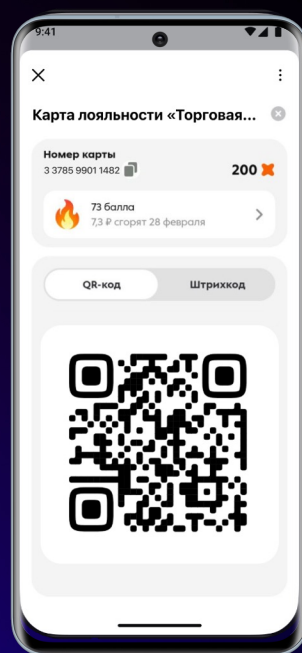 9:41
Карта лояльности «Торговая...
Номер карты
3 3785 9901 1482
200
73 балла
7,3 ₽ сгорят 28 февраля
QR-код
Штрихкод